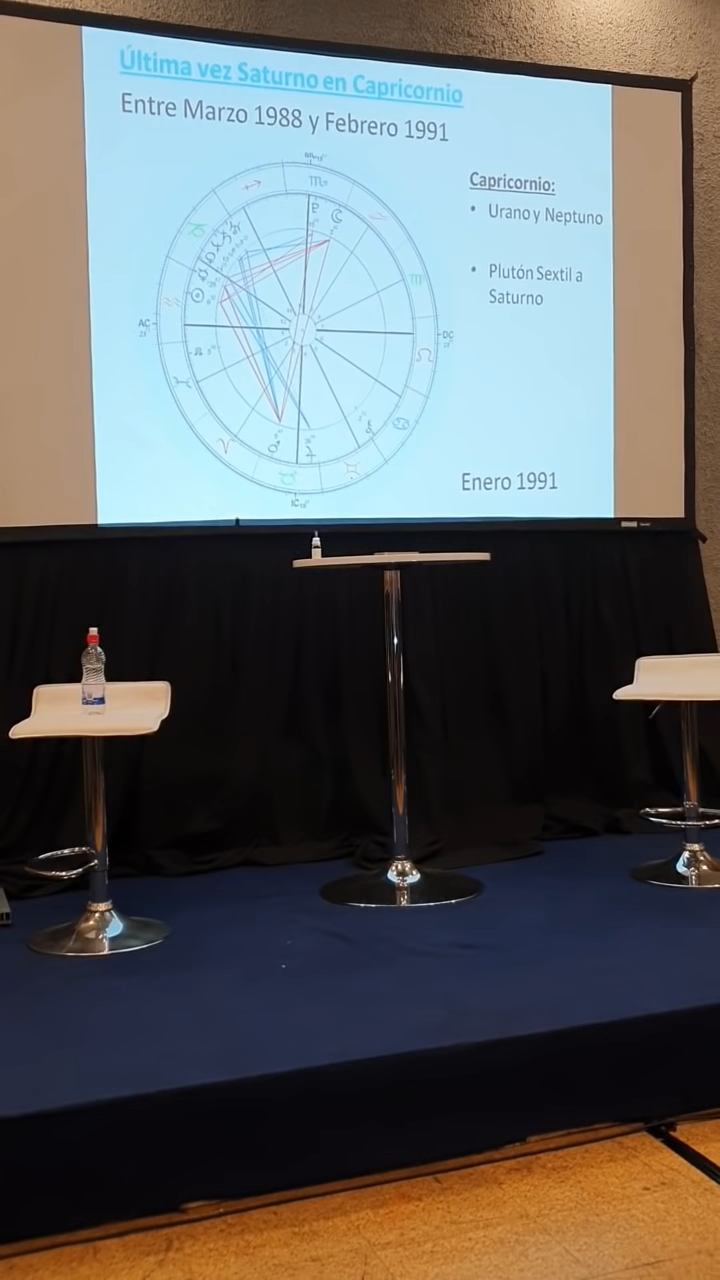 Última vez Saturno en Capricornio
Entre Marzo 1988 y Febrero 1991
Capricornio:
• Urano y Neptuno
• Plutón Sextil a
Saturno
AC
DC
IC
Enero 1991